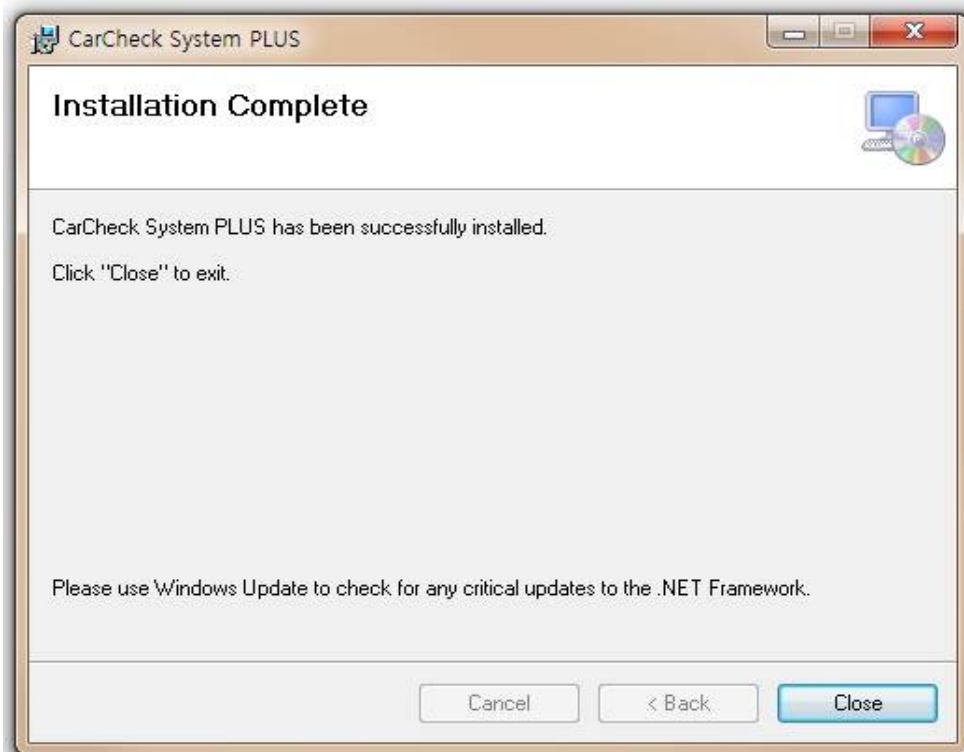 CarCheck System PLUS
Installation Complete
CarCheck System PLUS has been successfully installed.
Click "Close" to exit.
Please use Windows Update to check for any critical updates to the .NET Framework.
Cancel
< Back
Close